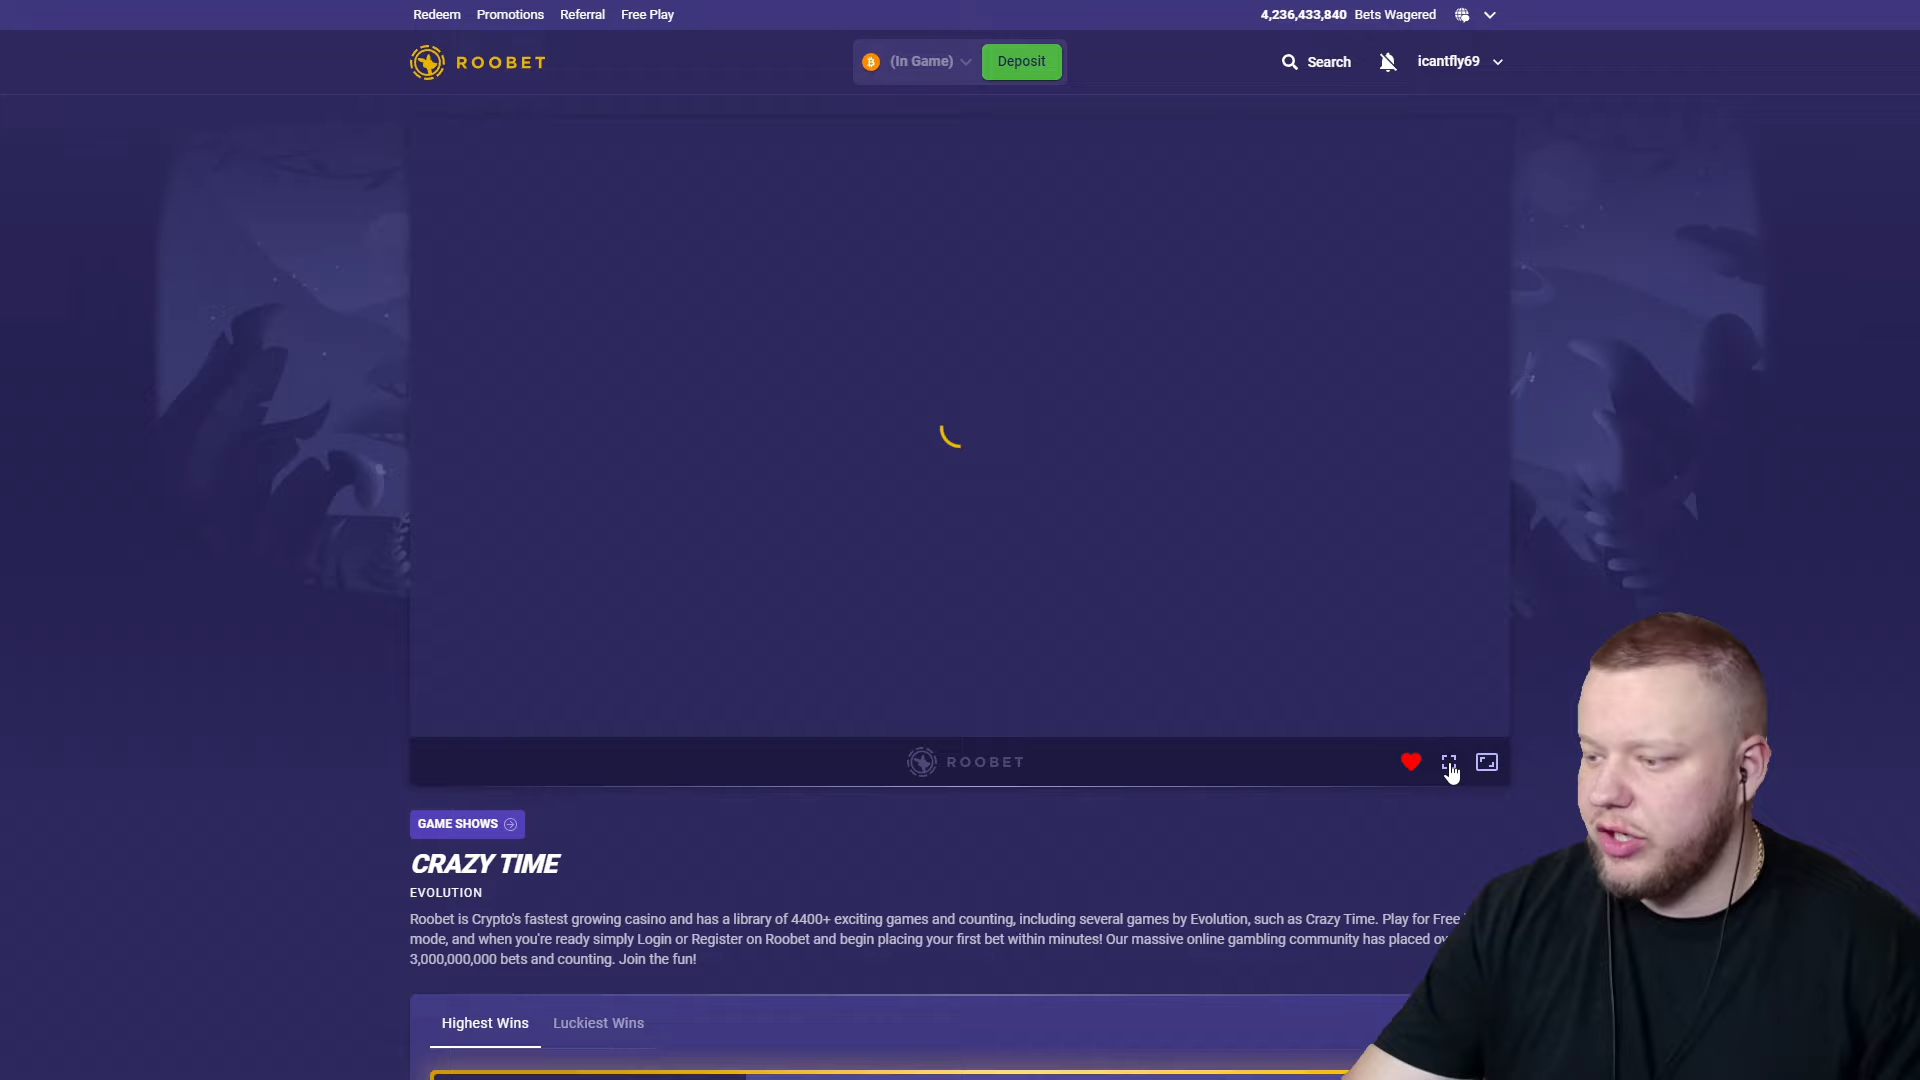 Redeem Promotions Referral Free Play
4,236,433,840 Bets Wagered
ROOBET
(In Game)
Deposit
Search
icantfly69
ROOBET
GAME SHOWS
CRAZY TIME
EVOLUTION
Roobet is Crypto's fastest growing casino and has a library of 4400+ exciting games and counting, including several games by Evolution, such as Crazy Time. Play for Free
mode, and when you're ready simply Login or Register on Roobet and begin placing your first bet within minutes! Our massive online gambling community has placed
3,000,000,000 bets and counting. Join the fun!
Highest Wins Luckiest Wins